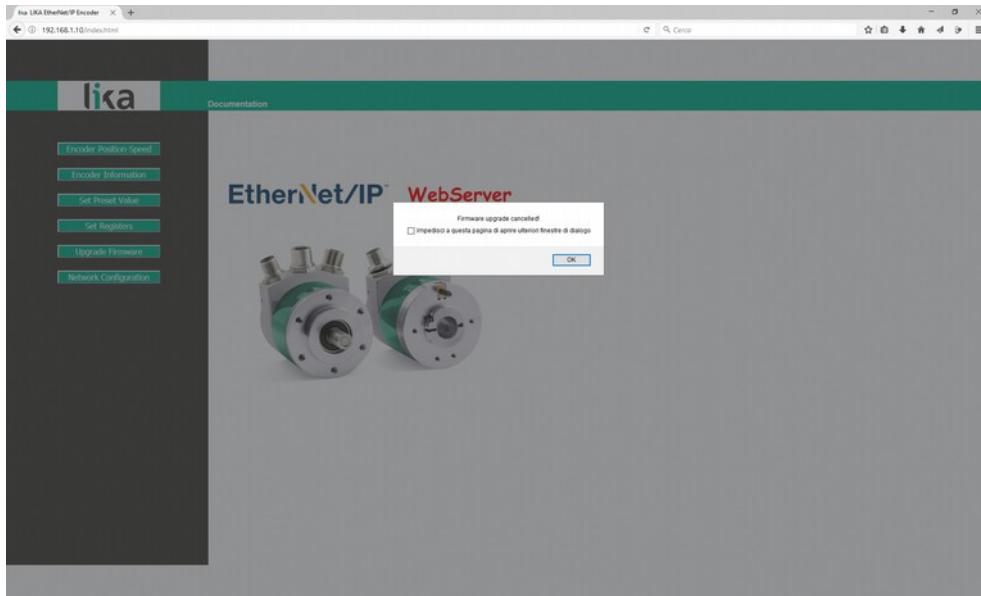 lika LIKA EtherNet/IP Encoder
192.168.1.10/index.html
Cerca
lika
Documentation
Encoder Position-Speed
Encoder Information
Set Preset Value
Set Registers
Upgrade Firmware
Network Configuration
EtherNet/IP WebServer
Firmware upgrade cancelled!
Impedisci a questa pagina di aprire ulteriori finestre di dialogo
OK